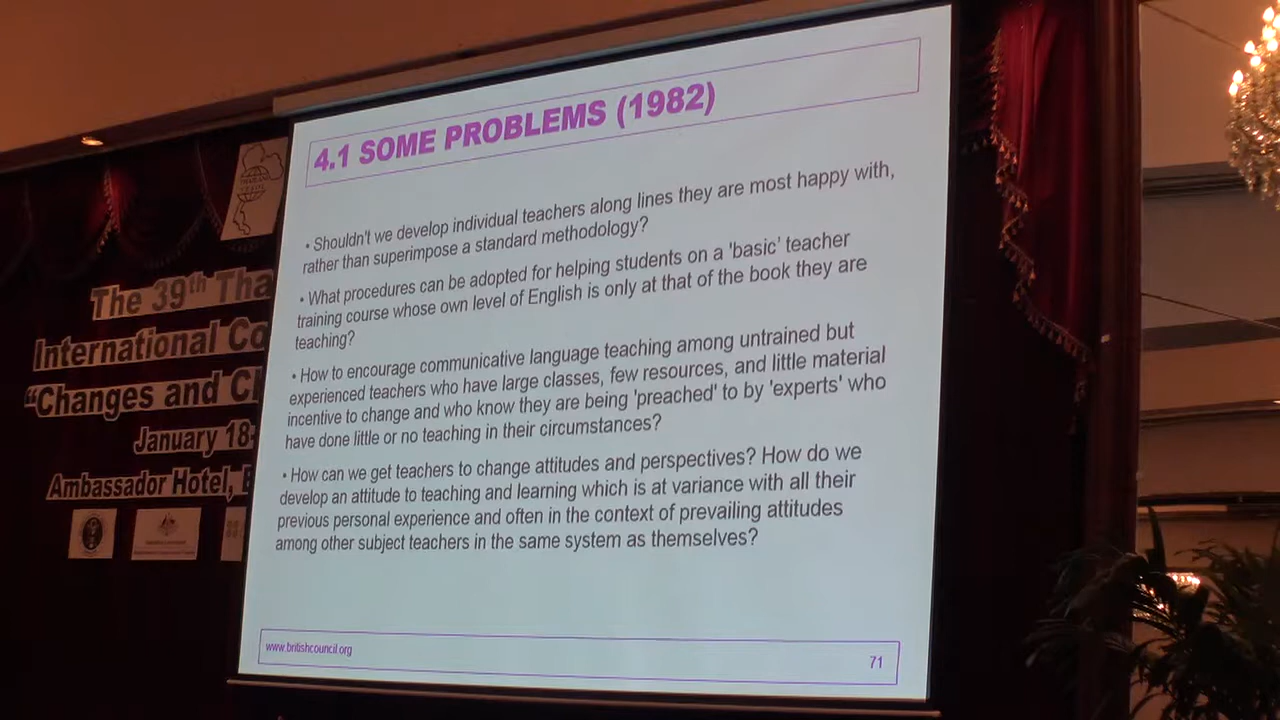 4.1 SOME PROBLEMS (1982)
• Shouldn't we develop individual teachers along lines they are most happy with,
rather than superimpose a standard methodology?
• What procedures can be adopted for helping students on a 'basic' teacher
training course whose own level of English is only at that of the book they are
teaching?
• How to encourage communicative language teaching among untrained but
experienced teachers who have large classes, few resources, and little material
incentive to change and who know they are being 'preached' to by 'experts' who
have done little or no teaching in their circumstances?
• How can we get teachers to change attitudes and perspectives? How do we
develop an attitude to teaching and learning which is at variance with all their
previous personal experience and often in the context of prevailing attitudes
among other subject teachers in the same system as themselves?
www.britishcouncil.org
71
The 39th Tha
International Co
"Changes and C
January 18-
Ambassador Hotel,